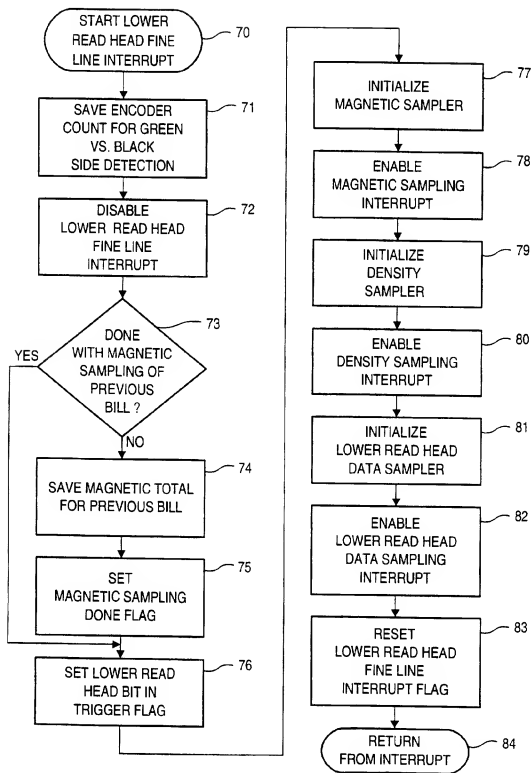 START LOWER
READ HEAD FINE
LINE INTERRUPT
70
SAVE ENCODER
COUNT FOR GREEN
VS. BLACK
SIDE DETECTION
71
DISABLE
LOWER READ HEAD
FINE LINE
INTERRUPT
72
DONE
WITH MAGNETIC
SAMPLING OF
PREVIOUS
BILL ?
73
YES
NO
SAVE MAGNETIC TOTAL
FOR PREVIOUS BILL
74
SET
MAGNETIC SAMPLING
DONE FLAG
75
SET LOWER READ
HEAD BIT IN
TRIGGER FLAG
76
INITIALIZE
MAGNETIC SAMPLER
77
ENABLE
MAGNETIC SAMPLING
INTERRUPT
78
INITIALIZE
DENSITY
SAMPLER
79
ENABLE
DENSITY SAMPLING
INTERRUPT
80
INITIALIZE
LOWER READ HEAD
DATA SAMPLER
81
ENABLE
LOWER READ HEAD
DATA SAMPLING
INTERRUPT
82
RESET
LOWER READ HEAD
FINE LINE
INTERRUPT FLAG
83
RETURN
FROM INTERRUPT
84